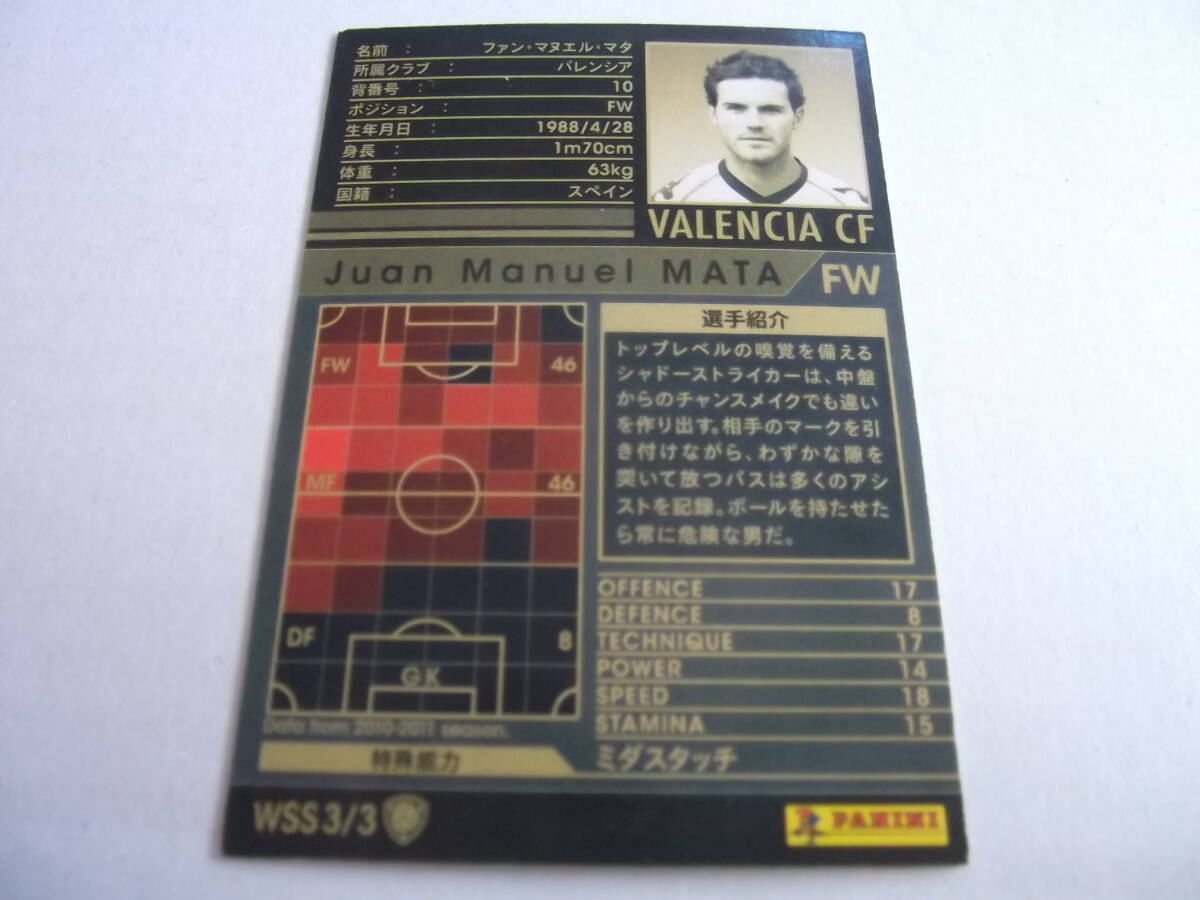 名前 : ファン・マヌエル・マタ
所属クラブ : バレンシア
背番号 : 10
ポジション : FW
生年月日 : 1988/4/28
身長 : 1m70cm
体重 : 63kg
国籍 : スペイン
VALENCIA CF
Juan Manuel MATA FW
FW 46
MF 46
DF 8
GK
Data from 2010-2011 season.
選手紹介
トップレベルの嗅覚を備える
シャドーストライカーは、中盤
からのチャンスメイクでも違い
を作り出す。相手のマークを引
き付けながら、わずかな隙を
突いて放つパスは多くのアシ
ストを記録。ボールを持たせた
ら常に危険な男だ。
OFFENCE 17
DEFENCE 8
TECHNIQUE 17
POWER 14
SPEED 18
STAMINA 15
特殊能力 ミダスタッチ
WSS 3/3
PANINI